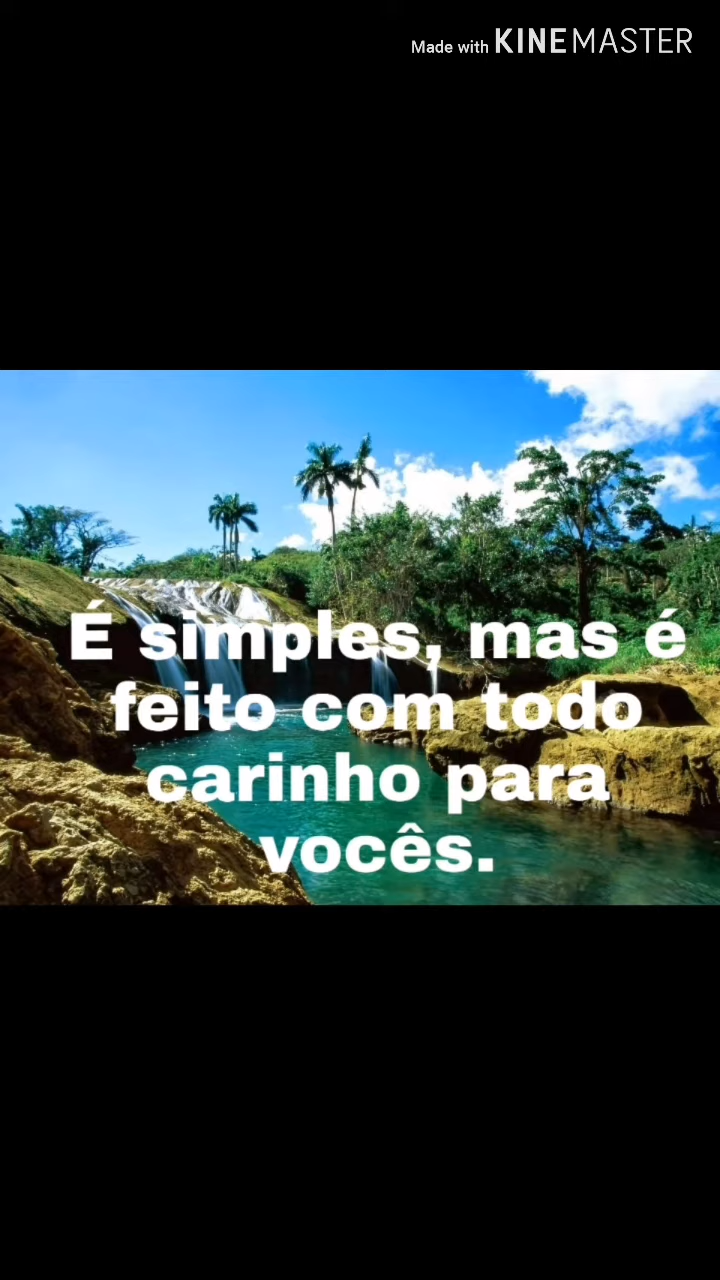 Made with KINEMASTER
É simples, mas é
feito com todo
carinho para
vocês.